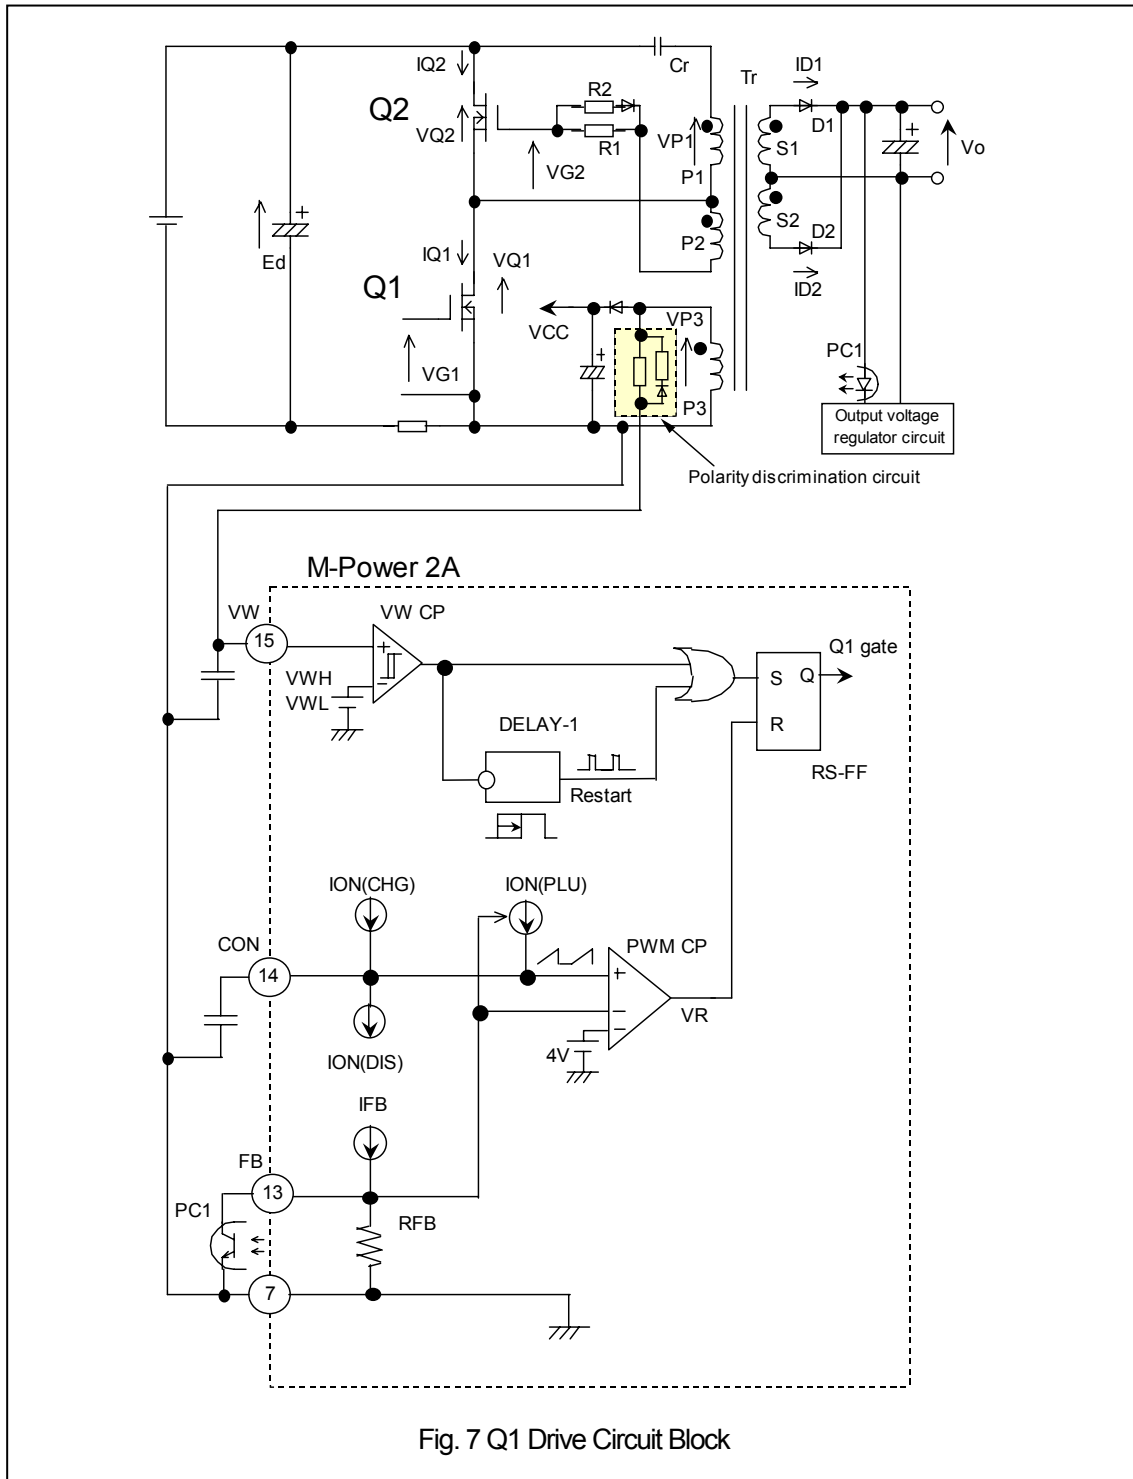 IQ2
Cr
Tr
ID1
Q2
R2
D1
VQ2
R1
VP1
S1
Vo
VG2
P1
+
+
Ed
P2
S2
D2
IQ1
VQ1
ID2
Q1
VCC
VP3
PC1
VG1
+
P3
Output voltage
regulator circuit
Polarity discrimination circuit
M-Power 2A
VW
VW CP
15
+
VWH
-
VWL
Q1 gate
S
Q
DELAY-1
R
Restart
RS-FF
ION(CHG)
ION(PLU)
CON
PWM CP
14
+
−
VR
−
4V
ION(DIS)
IFB
FB
13
PC1
RFB
7
Fig. 7 Q1 Drive Circuit Block